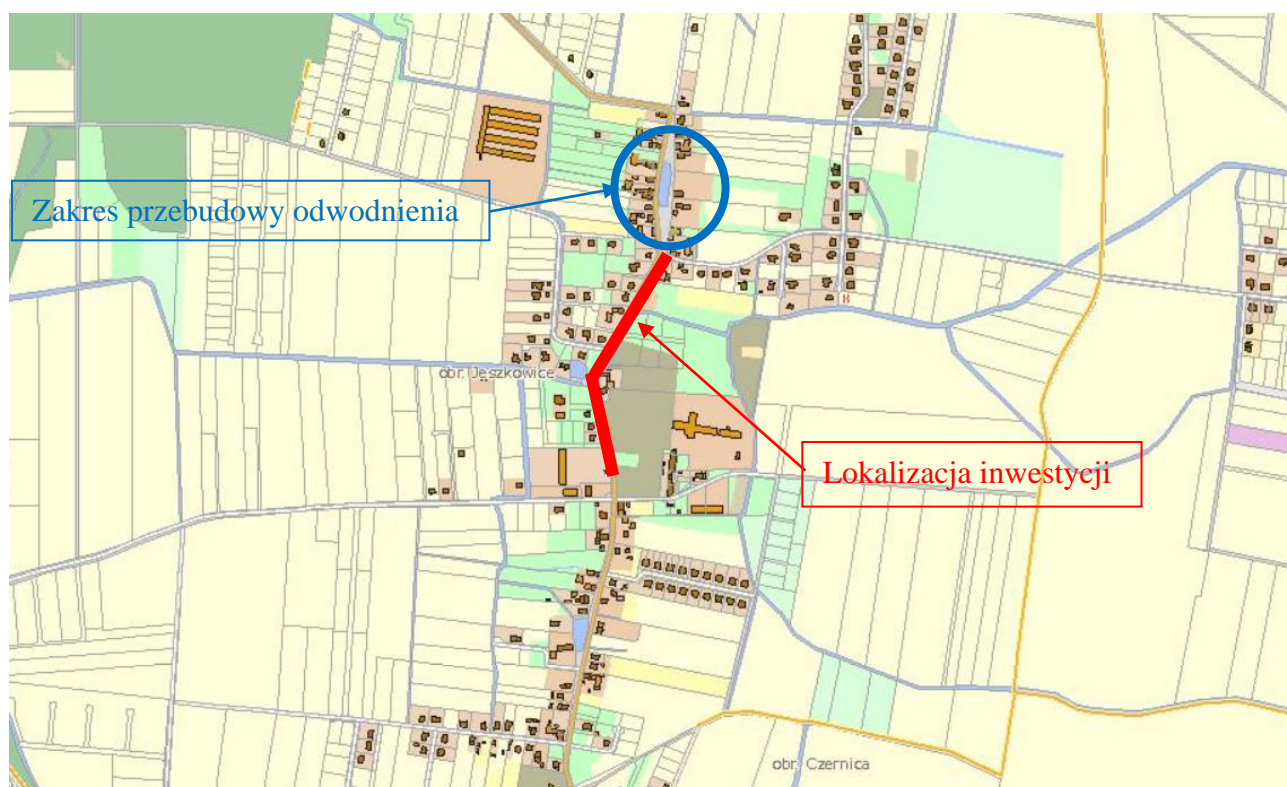 Zakres przebudowy odwodnienia
obr. Jeszkowice
Lokalizacja inwestycji
obr. Czernica